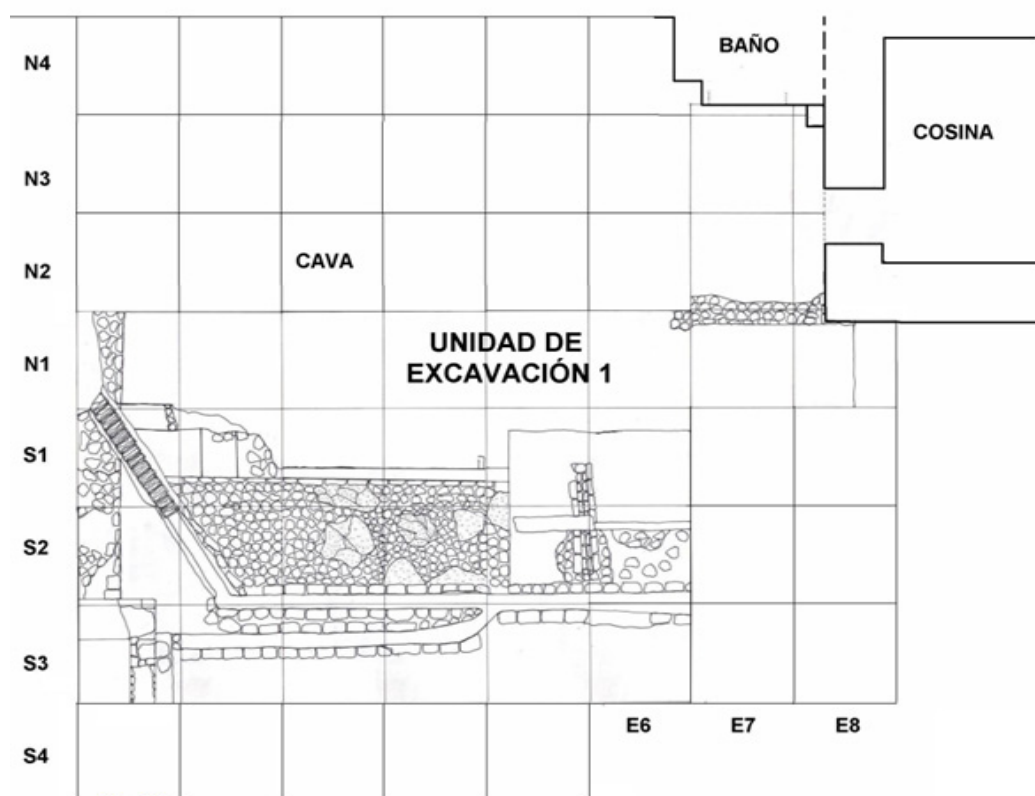 N4
BAÑO
COSINA
N3
N2
CAVA
N1
UNIDAD DE
EXCAVACIÓN 1
S1
S2
S3
E6 E7 E8
S4